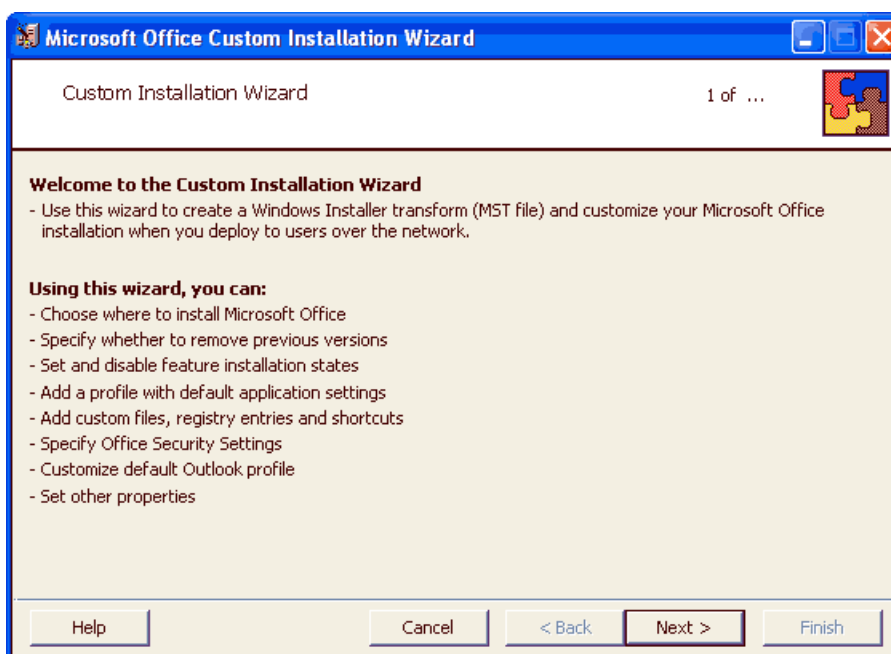 Microsoft Office Custom Installation Wizard
Custom Installation Wizard
1 of ...
Welcome to the Custom Installation Wizard
- Use this wizard to create a Windows Installer transform (MST file) and customize your Microsoft Office
installation when you deploy to users over the network.
Using this wizard, you can:
- Choose where to install Microsoft Office
- Specify whether to remove previous versions
- Set and disable feature installation states
- Add a profile with default application settings
- Add custom files, registry entries and shortcuts
- Specify Office Security Settings
- Customize default Outlook profile
- Set other properties
Help
Cancel
< Back
Next >
Finish